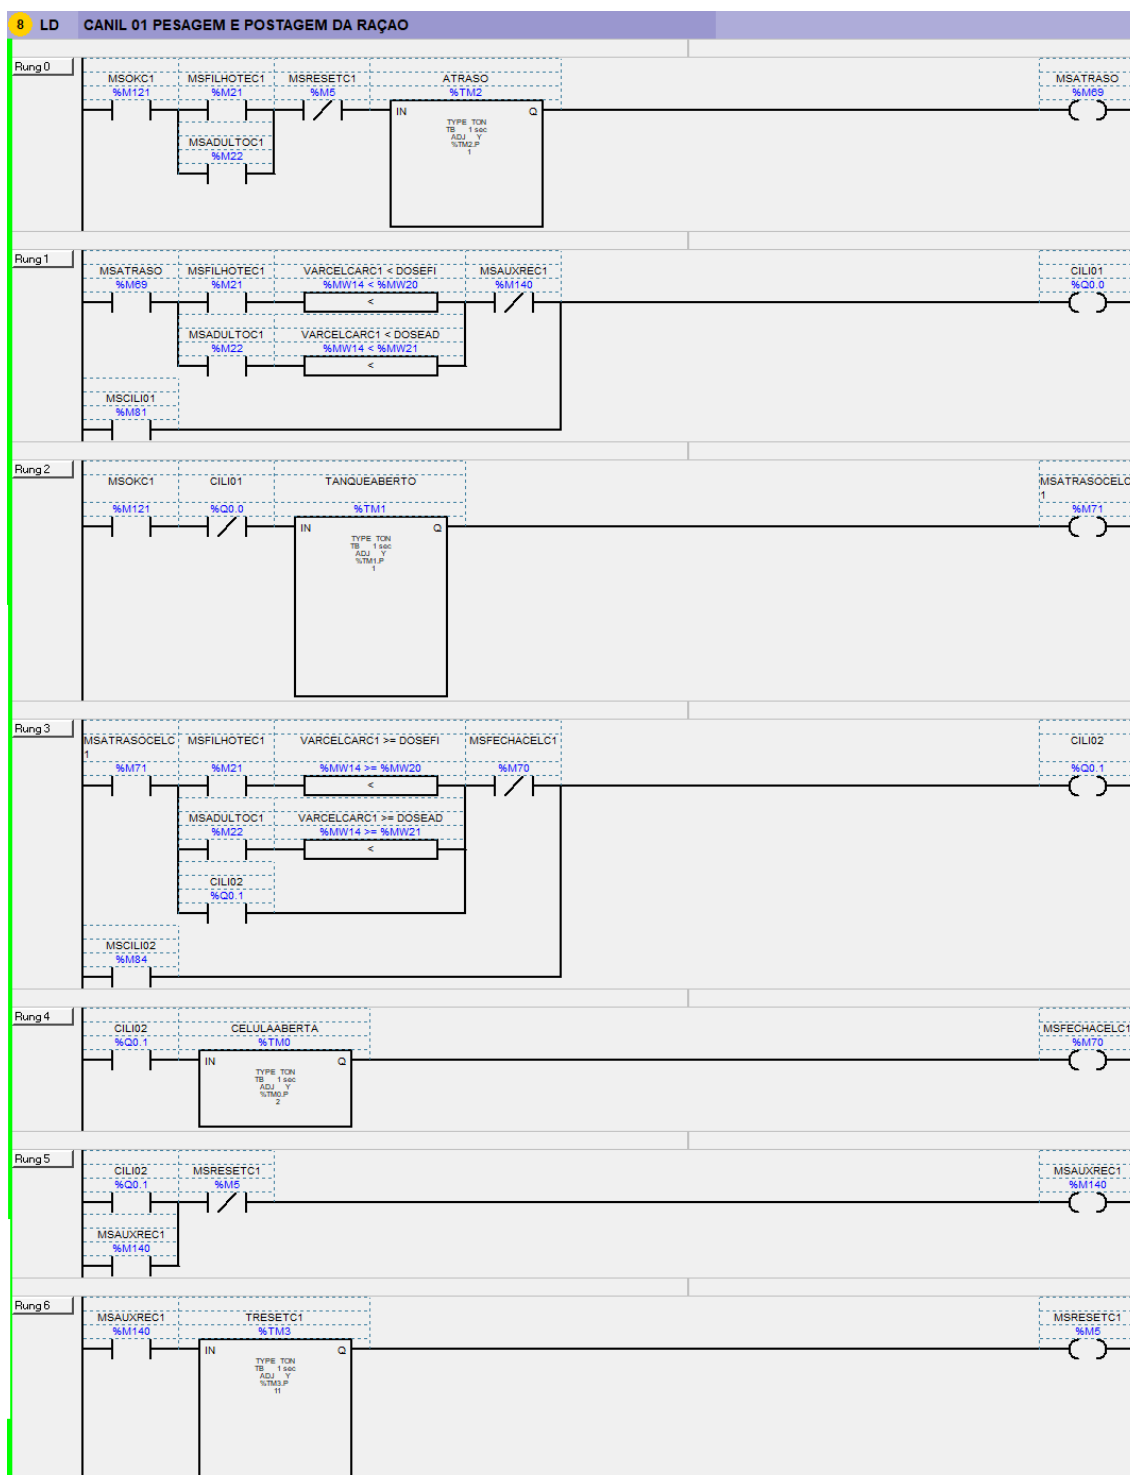 8 LD CANIL 01 PESAGEM E POSTAGEM DA RAÇAO
Rung 0
MSOKC1 MSFILHOTEC1 MSRESETC1 ATRASO MSATRASO
%M121 %M21 %M5 %TM2 %M69
IN Q
TYPE TON
TB 1 sec
ADJ Y
%TM2.P
1
MSADULTOC1
%M22
Rung 1
MSATRASO MSFILHOTEC1 VARCELCARC1 < DOSEFI MSAUXREC1 CILI01
%M69 %M21 %MW14 < %MW20 %M140 %Q0.0
<
MSADULTOC1 VARCELCARC1 < DOSEAD
%M22 %MW14 < %MW21
<
MSCILI01
%M81
Rung 2
MSOKC1 CILI01 TANQUEABERTO MSATRASOCELC
1
%M121 %Q0.0 %TM1 %M71
IN Q
TYPE TON
TB 1 sec
ADJ Y
%TM1.P
1
Rung 3
MSATRASOCELC MSFILHOTEC1 VARCELCARC1 >= DOSEFI MSFECHACELC1 CILI02
1
%M71 %M21 %MW14 >= %MW20 %M70 %Q0.1
<
MSADULTOC1 VARCELCARC1 >= DOSEAD
%M22 %MW14 >= %MW21
<
CILI02
%Q0.1
MSCILI02
%M84
Rung 4
CILI02 CELULAABERTA MSFECHACELC1
%Q0.1 %TM0 %M70
IN Q
TYPE TON
TB 1 sec
ADJ Y
%TM0.P
2
Rung 5
CILI02 MSRESETC1 MSAUXREC1
%Q0.1 %M5 %M140
MSAUXREC1
%M140
Rung 6
MSAUXREC1 TRESETC1 MSRESETC1
%M140 %TM3 %M5
IN Q
TYPE TON
TB 1 sec
ADJ Y
%TM3.P
11